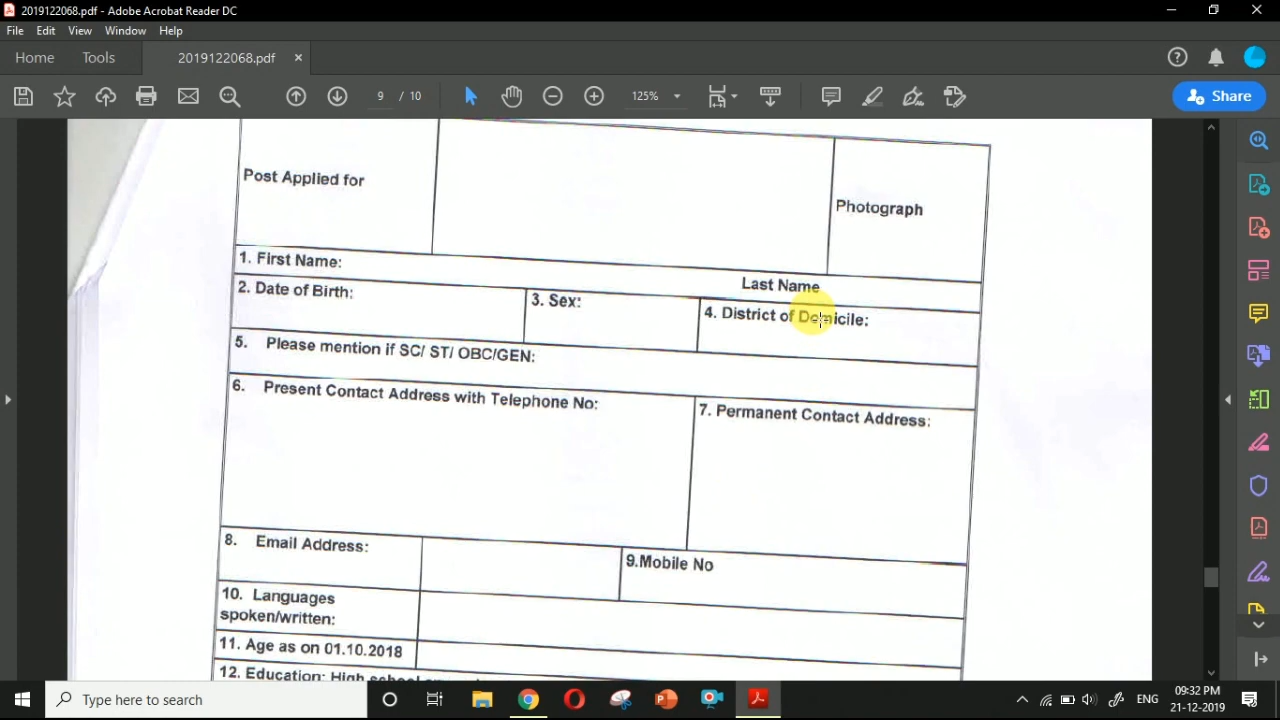 2019122068.pdf - Adobe Acrobat Reader DC
File Edit View Window Help
Home Tools 2019122068.pdf ×
9 / 10 125% Share
Post Applied for
Photograph
1. First Name:
Last Name
2. Date of Birth:
3. Sex:
4. District of Domicile:
5. Please mention if SC/ ST/ OBC/GEN:
6. Present Contact Address with Telephone No:
7. Permanent Contact Address:
8. Email Address:
9.Mobile No
10. Languages
spoken/written:
11. Age as on 01.10.2018
12. Education: High school
Type here to search
ENG
09:32 PM
21-12-2019